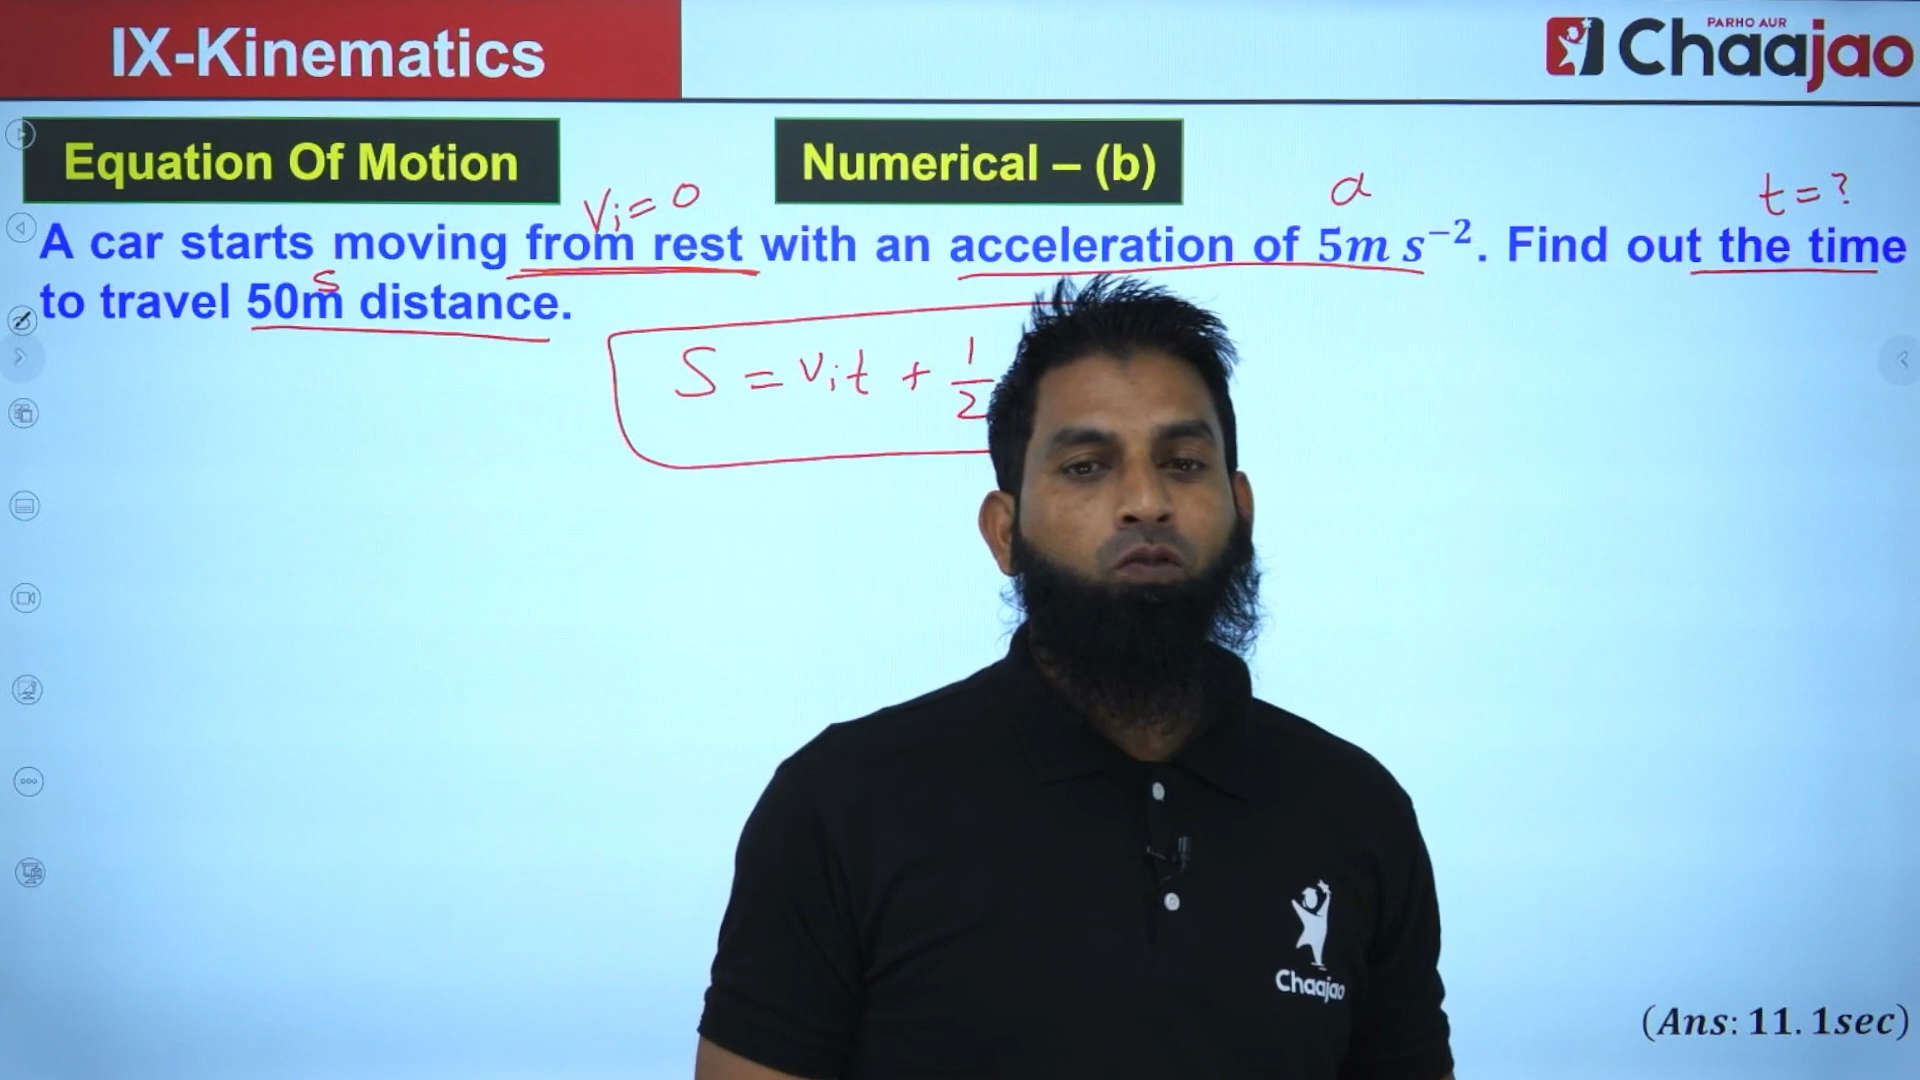 IX-Kinematics
PARHO AUR
Chaajao
Equation Of Motion
Numerical – (b)
Vi = 0
a
t = ?
A car starts moving from rest with an acceleration of 5m s⁻². Find out the time
S
to travel 50m distance.
S = Vit + 1/2
Chaajao
(Ans: 11.1sec)